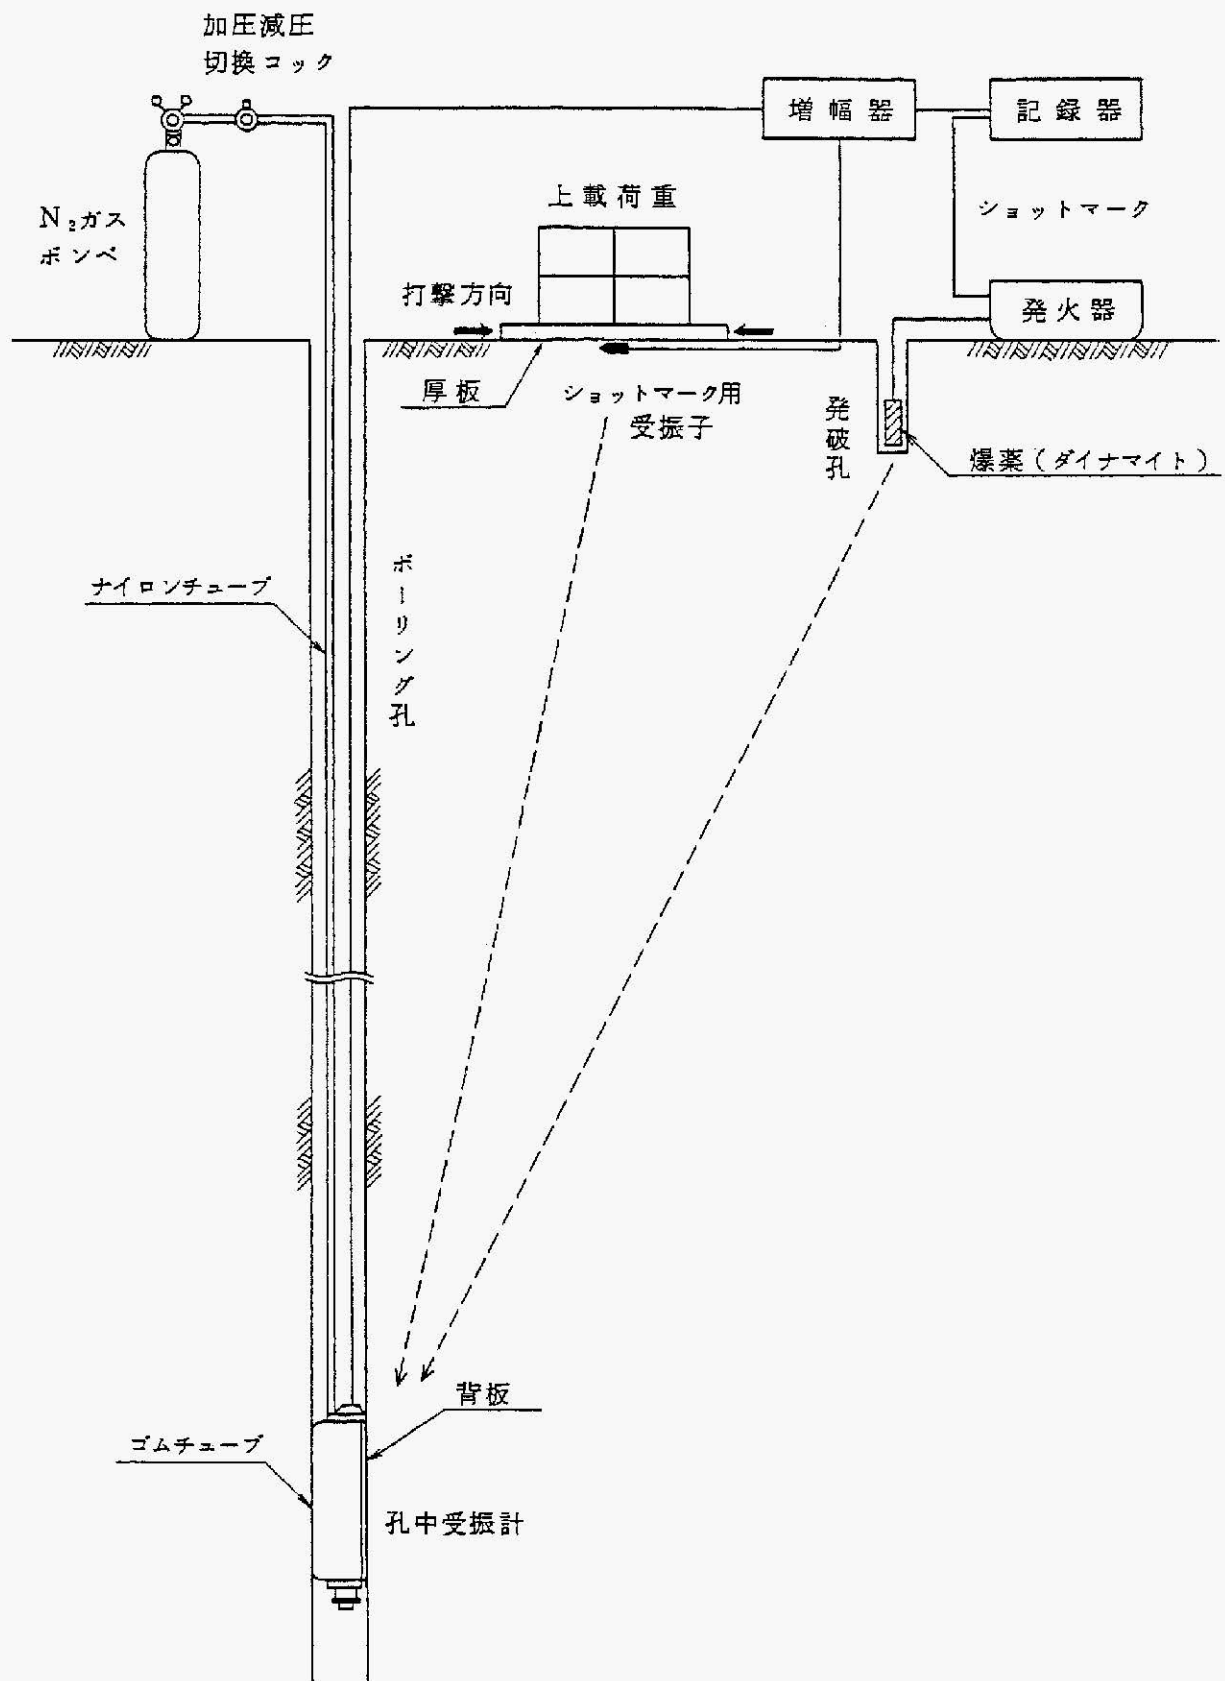 加圧減圧
切換コック
増幅器
記録器
N₂ガス
ボンベ
上載荷重
ショットマーク
打撃方向
発火器
厚板
ショットマーク用
受振子
発破孔
爆薬(ダイナマイト)
ボーリング孔
ナイロンチューブ
背板
ゴムチューブ
孔中受振計